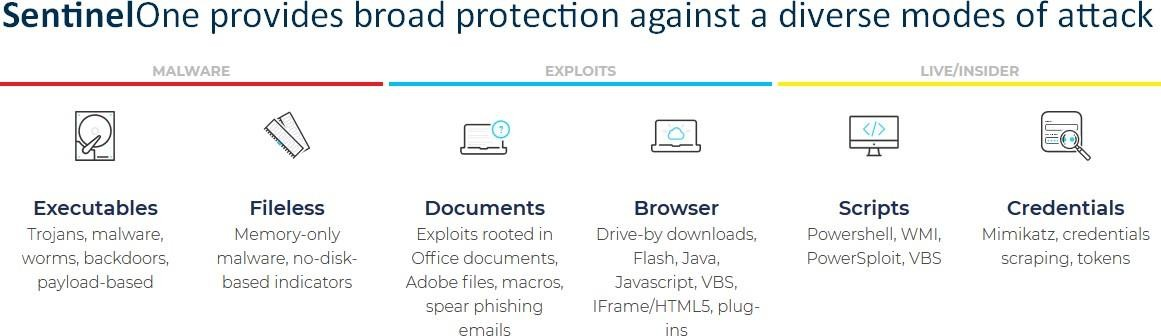 SentinelOne provides broad protection against a diverse modes of attack
MALWARE
EXPLOITS
LIVE/INSIDER
?
</>
Executables
Trojans, malware,
worms, backdoors,
payload-based
Fileless
Memory-only
malware, no-disk-
based indicators
Documents
Exploits rooted in
Office documents,
Adobe files, macros,
spear phishing
emails
Browser
Drive-by downloads,
Flash, Java,
Javascript, VBS,
IFrame/HTML5, plug-
ins
Scripts
Powershell, WMI,
PowerSploit, VBS
Credentials
Mimikatz, credentials
scraping, tokens